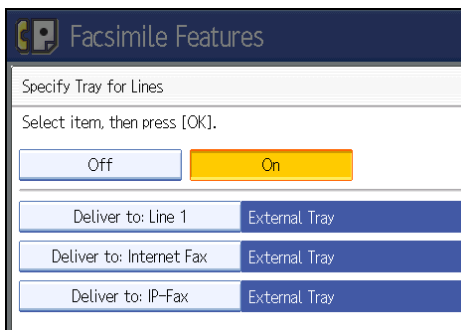 Facsimile Features
Specify Tray for Lines
Select item, then press [OK].
Off On
Deliver to: Line 1 External Tray
Deliver to: Internet Fax External Tray
Deliver to: IP-Fax External Tray